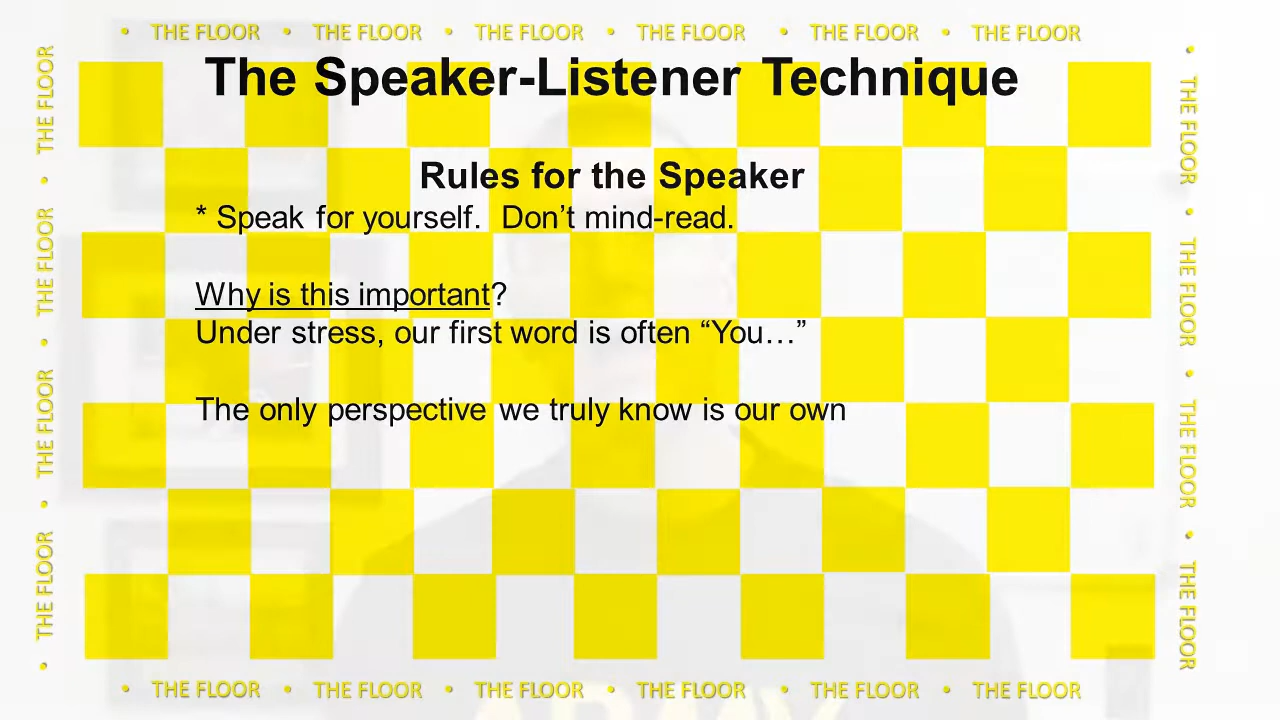 • THE FLOOR • THE FLOOR • THE FLOOR • THE FLOOR • THE FLOOR • THE FLOOR
The Speaker-Listener Technique
Rules for the Speaker
* Speak for yourself. Don’t mind-read.
Why is this important?
Under stress, our first word is often “You…”
The only perspective we truly know is our own
• THE FLOOR • THE FLOOR • THE FLOOR • THE FLOOR
• THE FLOOR • THE FLOOR • THE FLOOR • THE FLOOR
• THE FLOOR • THE FLOOR • THE FLOOR • THE FLOOR • THE FLOOR • THE FLOOR
ARMY